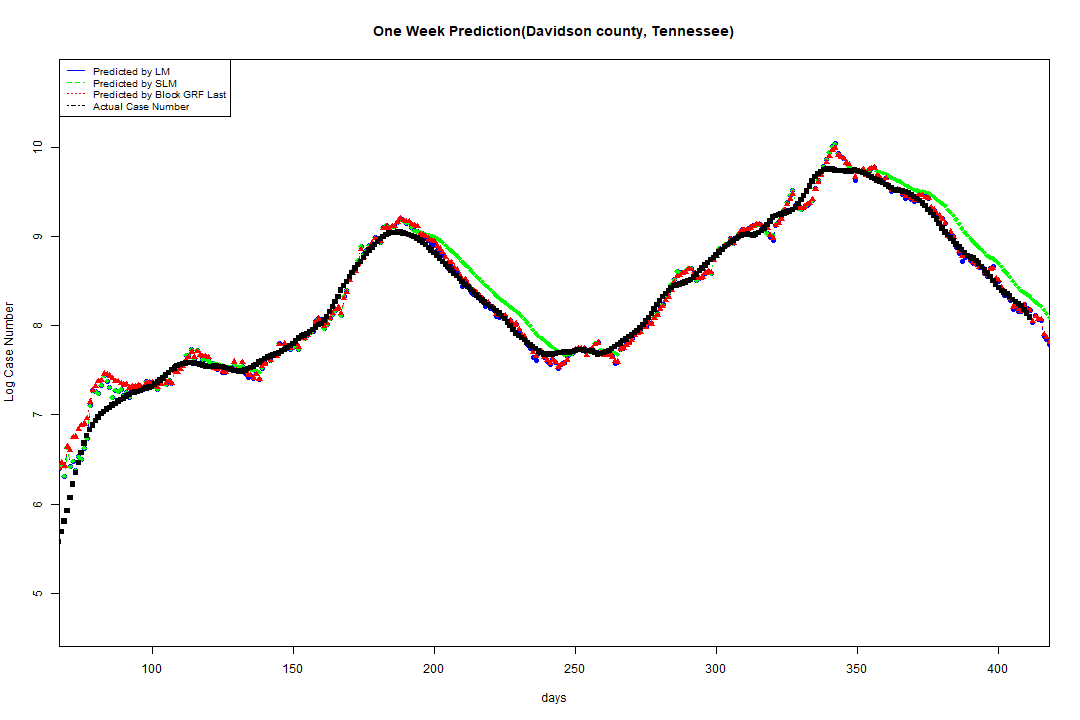 One Week Prediction(Davidson county, Tennessee)
Predicted by LM
Predicted by SLM
Predicted by Block GRF Last
Actual Case Number
10
9
8
7
6
5
Log Case Number
100 150 200 250 300 350 400
days